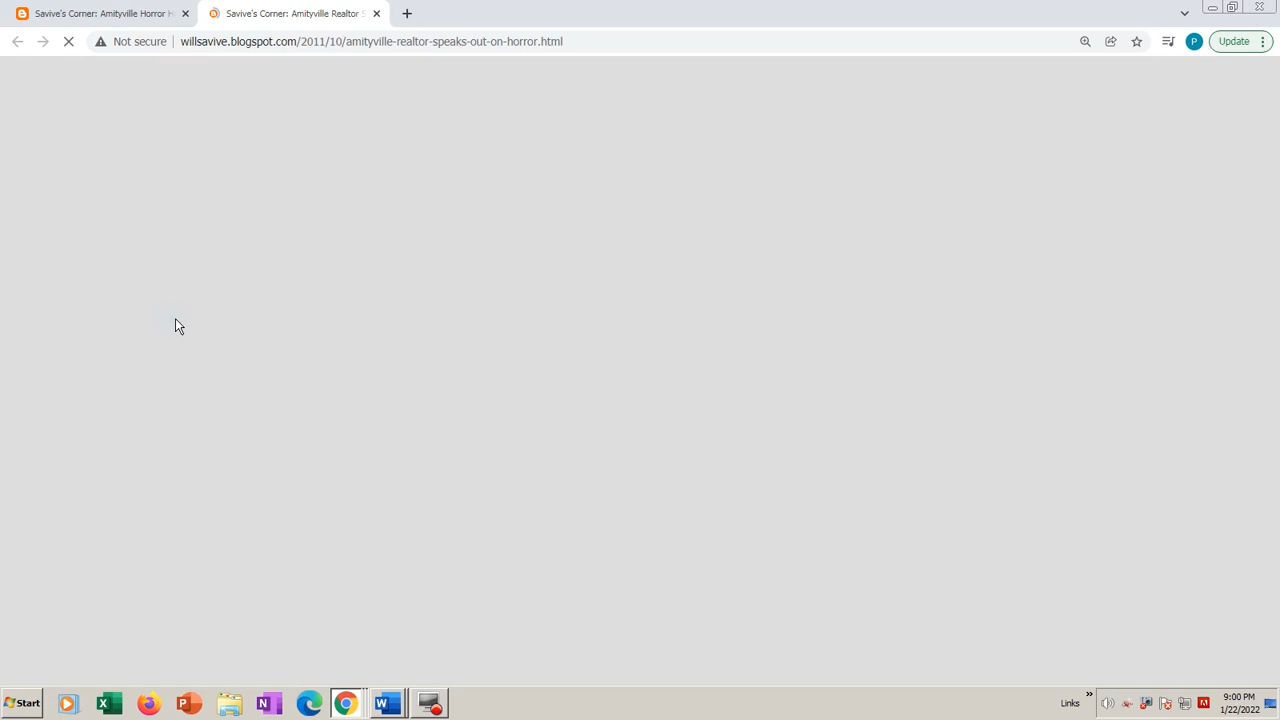 Savive's Corner: Amityville Horror H
Savive's Corner: Amityville Realtor S
Not secure
willsavive.blogspot.com/2011/10/amityville-realtor-speaks-out-on-horror.html
P
Update
Start
Links
9:00 PM
1/22/2022